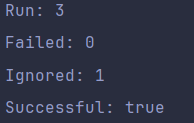 Run: 3
Failed: 0
Ignored: 1
Successful: true